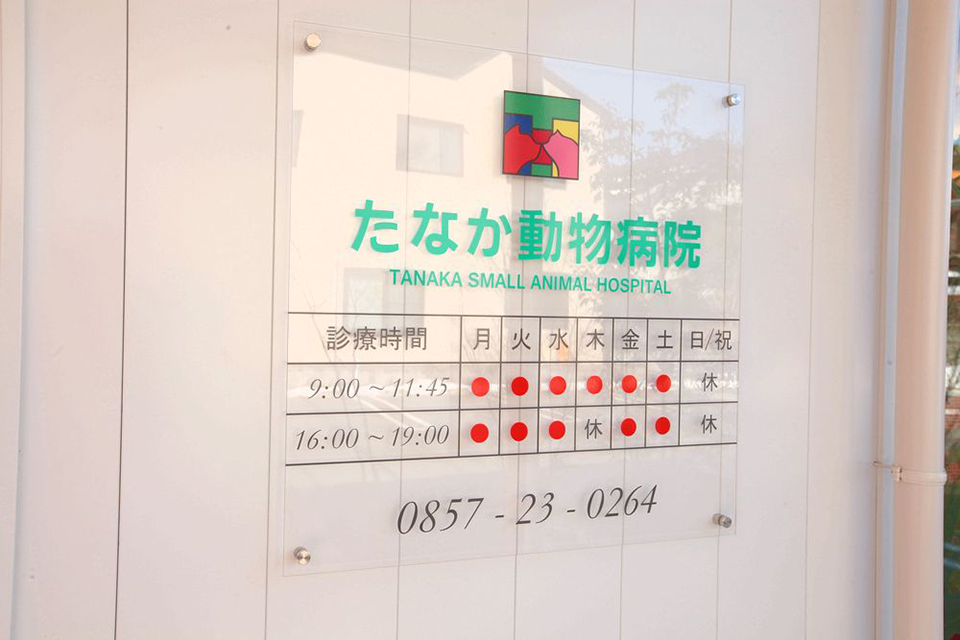 たなか動物病院
TANAKA SMALL ANIMAL HOSPITAL
診療時間 月 火 水 木 金 土 日/祝
9:00 ~ 11:45 ● ● ● ● ● ● 休
16:00 ~ 19:00 ● ● ● 休 ● ● 休
0857 - 23 - 0264